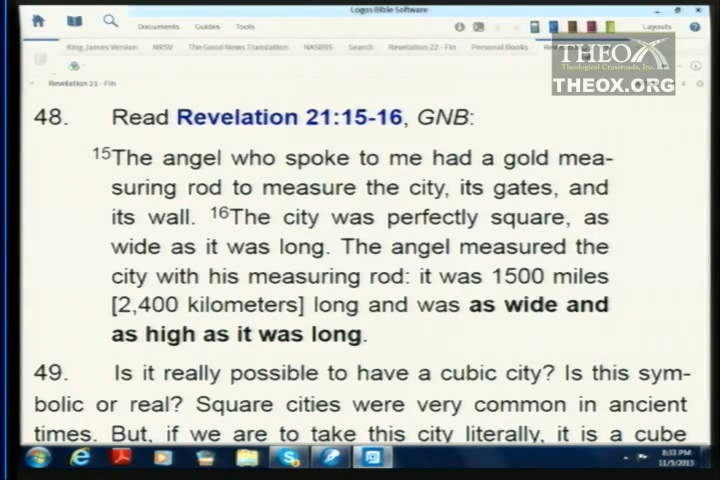 Logos Bible Software
Documents Guides Tools Layouts
King James Version NRSV The Good News Translation NASB95 Search Revelation 22 - Fin Personal Books
Revelation 21 - Fin
THEOX
Theological Crossroads, Inc.
THEOX.ORG
48. Read Revelation 21:15-16, GNB:
15The angel who spoke to me had a gold mea-
suring rod to measure the city, its gates, and
its wall. 16The city was perfectly square, as
wide as it was long. The angel measured the
city with his measuring rod: it was 1500 miles
[2,400 kilometers] long and was as wide and
as high as it was long.
49. Is it really possible to have a cubic city? Is this sym-
bolic or real? Square cities were very common in ancient
times. But, if we are to take this city literally, it is a cube
8:33 PM
11/5/2013